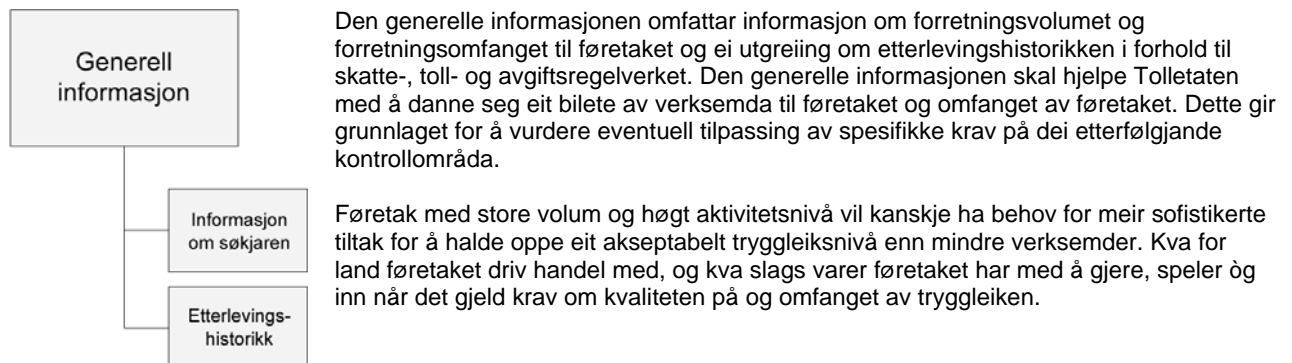 Generell
informasjon
Informasjon
om søkjaren
Etterlevings-
historikk
Den generelle informasjonen omfattar informasjon om forretningsvolumet og
forretningsomfanget til føretaket og ei utgreiing om etterlevingshistorikken i forhold til
skatte-, toll- og avgiftsregelverket. Den generelle informasjonen skal hjelpe Tolletaten
med å danne seg eit bilete av verksemda til føretaket og omfanget av føretaket. Dette gir
grunnlaget for å vurdere eventuell tilpassing av spesifikke krav på dei etterfølgjande
kontrollområda.
Føretak med store volum og høgt aktivitetsnivå vil kanskje ha behov for meir sofistikerte
tiltak for å halde oppe eit akseptabelt tryggleiksnivå enn mindre verksemder. Kva for
land føretaket driv handel med, og kva slags varer føretaket har med å gjere, speler òg
inn når det gjeld krav om kvaliteten på og omfanget av tryggleiken.